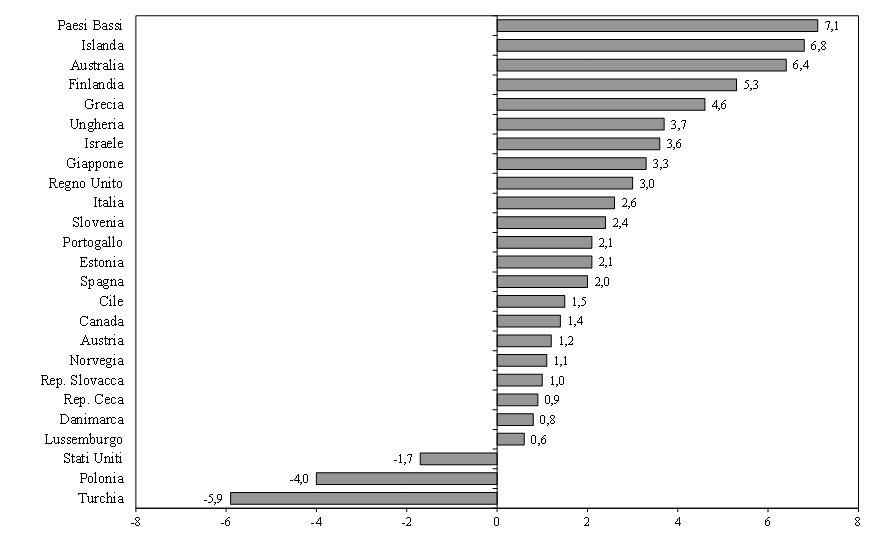 Paesi Bassi 7,1
Islanda 6,8
Australia 6,4
Finlandia 5,3
Grecia 4,6
Ungheria 3,7
Israele 3,6
Giappone 3,3
Regno Unito 3,0
Italia 2,6
Slovenia 2,4
Portogallo 2,1
Estonia 2,1
Spagna 2,0
Cile 1,5
Canada 1,4
Austria 1,2
Norvegia 1,1
Rep. Slovacca 1,0
Rep. Ceca 0,9
Danimarca 0,8
Lussemburgo 0,6
Stati Uniti -1,7
Polonia -4,0
Turchia -5,9
-8 -6 -4 -2 0 2 4 6 8